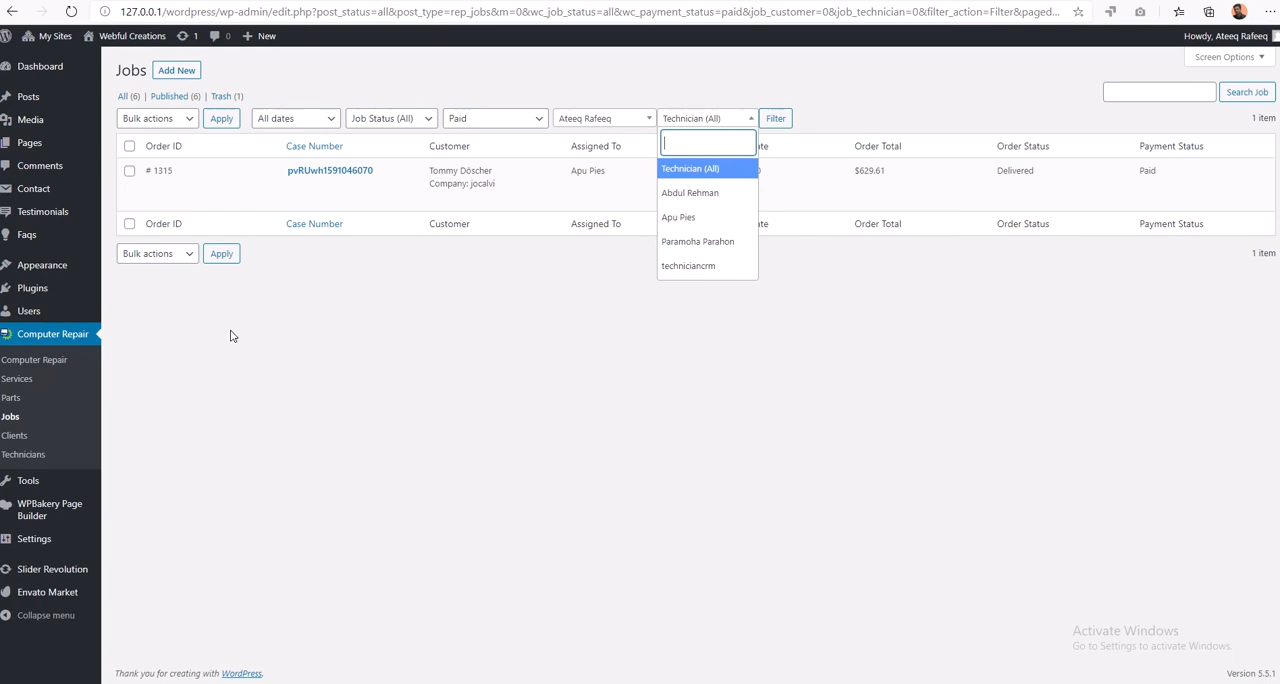 127.0.0.1/wordpress/wp-admin/edit.php?post_status=all&post_type=rep_jobs&m=0&wc_job_status=all&wc_payment_status=paid&job_customer=0&job_technician=0&filter_action=Filter&paged...
My Sites
Webful Creations
1
0
New
Howdy, Ateeq Rafeeq
Screen Options
Dashboard
Posts
Media
Pages
Comments
Contact
Testimonials
Faqs
Appearance
Plugins
Users
Computer Repair
Computer Repair
Services
Parts
Jobs
Clients
Technicians
Tools
WPBakery Page
Builder
Settings
Slider Revolution
Envato Market
Collapse menu
Jobs Add New
All (6) | Published (6) | Trash (1)
Search Job
Bulk actions Apply All dates Job Status (All) Paid Ateeq Rafeeq Technician (All) Filter
1 item
Order ID Case Number Customer Assigned To Order Total Order Status Payment Status
# 1315 pvRUwh1591046070 Tommy Döscher Apu Pies $629.61 Delivered Paid
Company: jocalvi
Technician (All)
Abdul Rehman
Apu Pies
Paramoha Parahon
techniciancrm
Order ID Case Number Customer Assigned To Order Total Order Status Payment Status
Bulk actions Apply
1 item
Activate Windows
Go to Settings to activate Windows.
Thank you for creating with WordPress.
Version 5.5.1